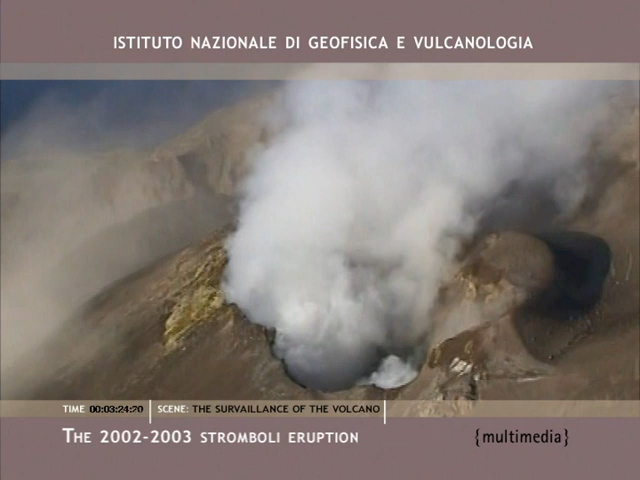 ISTITUTO NAZIONALE DI GEOFISICA E VULCANOLOGIA
TIME 00:03:24:20 SCENE: THE SURVAILLANCE OF THE VOLCANO
THE 2002-2003 STROMBOLI ERUPTION {multimedia}